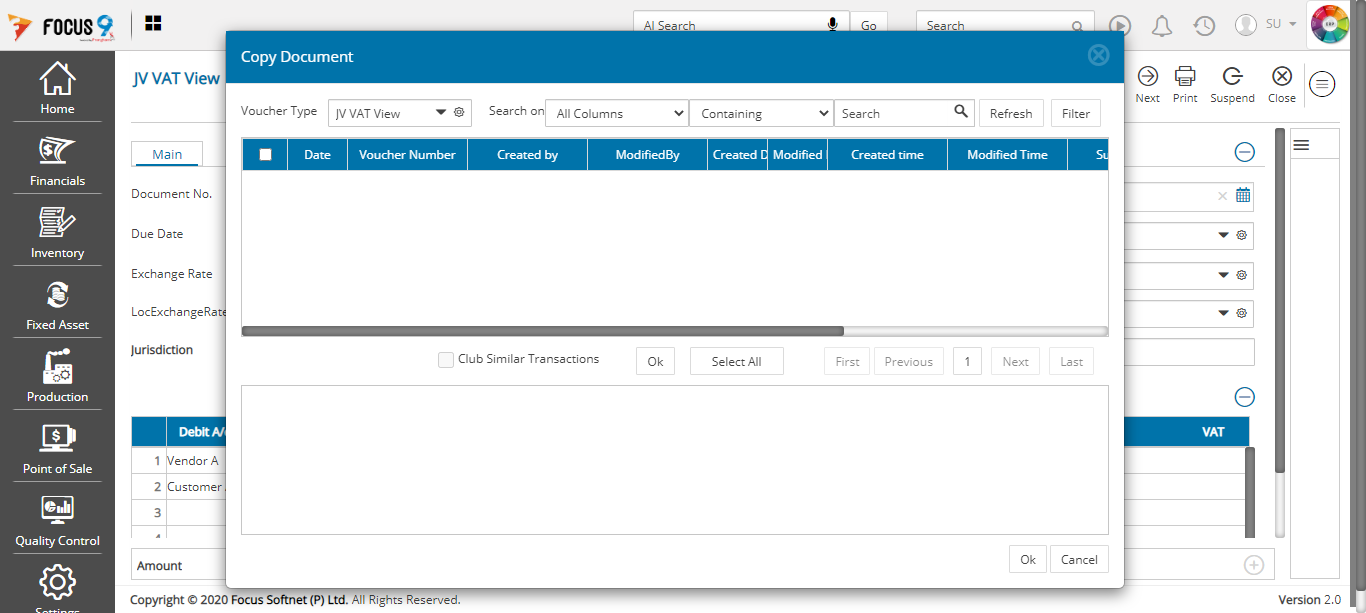 FOCUS 9
AI Search
Go
Search
SU
Copy Document
JV VAT View
Next
Print
Suspend
Close
Voucher Type
JV VAT View
Search on
All Columns
Containing
Search
Refresh
Filter
Home
Financials
Inventory
Fixed Asset
Production
Point of Sale
Quality Control
Settings
Main
Document No.
Due Date
Exchange Rate
LocExchangeRate
Jurisdiction
Date
Voucher Number
Created by
ModifiedBy
Created D
Modified
Created time
Modified Time
Su
Club Similar Transactions
Ok
Select All
First
Previous
1
Next
Last
Debit A/c
VAT
1 Vendor A
2 Customer
3
4
Amount
Ok
Cancel
Copyright © 2020 Focus Softnet (P) Ltd. All Rights Reserved.
Version 2.0